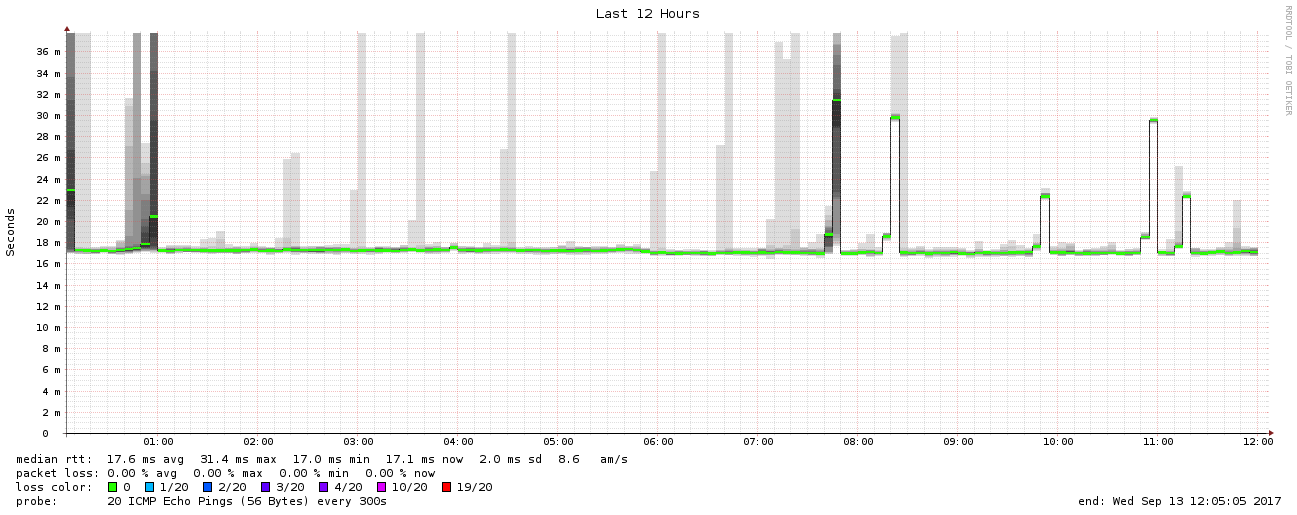 Last 12 Hours
RRDTOOL / TOBI OETIKER
Seconds
36 m
34 m
32 m
30 m
28 m
26 m
24 m
22 m
20 m
18 m
16 m
14 m
12 m
10 m
8 m
6 m
4 m
2 m
0
01:00 02:00 03:00 04:00 05:00 06:00 07:00 08:00 09:00 10:00 11:00 12:00
median rtt: 17.6 ms avg 31.4 ms max 17.0 ms min 17.1 ms now 2.0 ms sd 8.6 am/s
packet loss: 0.00 % avg 0.00 % max 0.00 % min 0.00 % now
loss color: 0 1/20 2/20 3/20 4/20 10/20 19/20
probe: 20 ICMP Echo Pings (56 Bytes) every 300s end: Wed Sep 13 12:05:05 2017